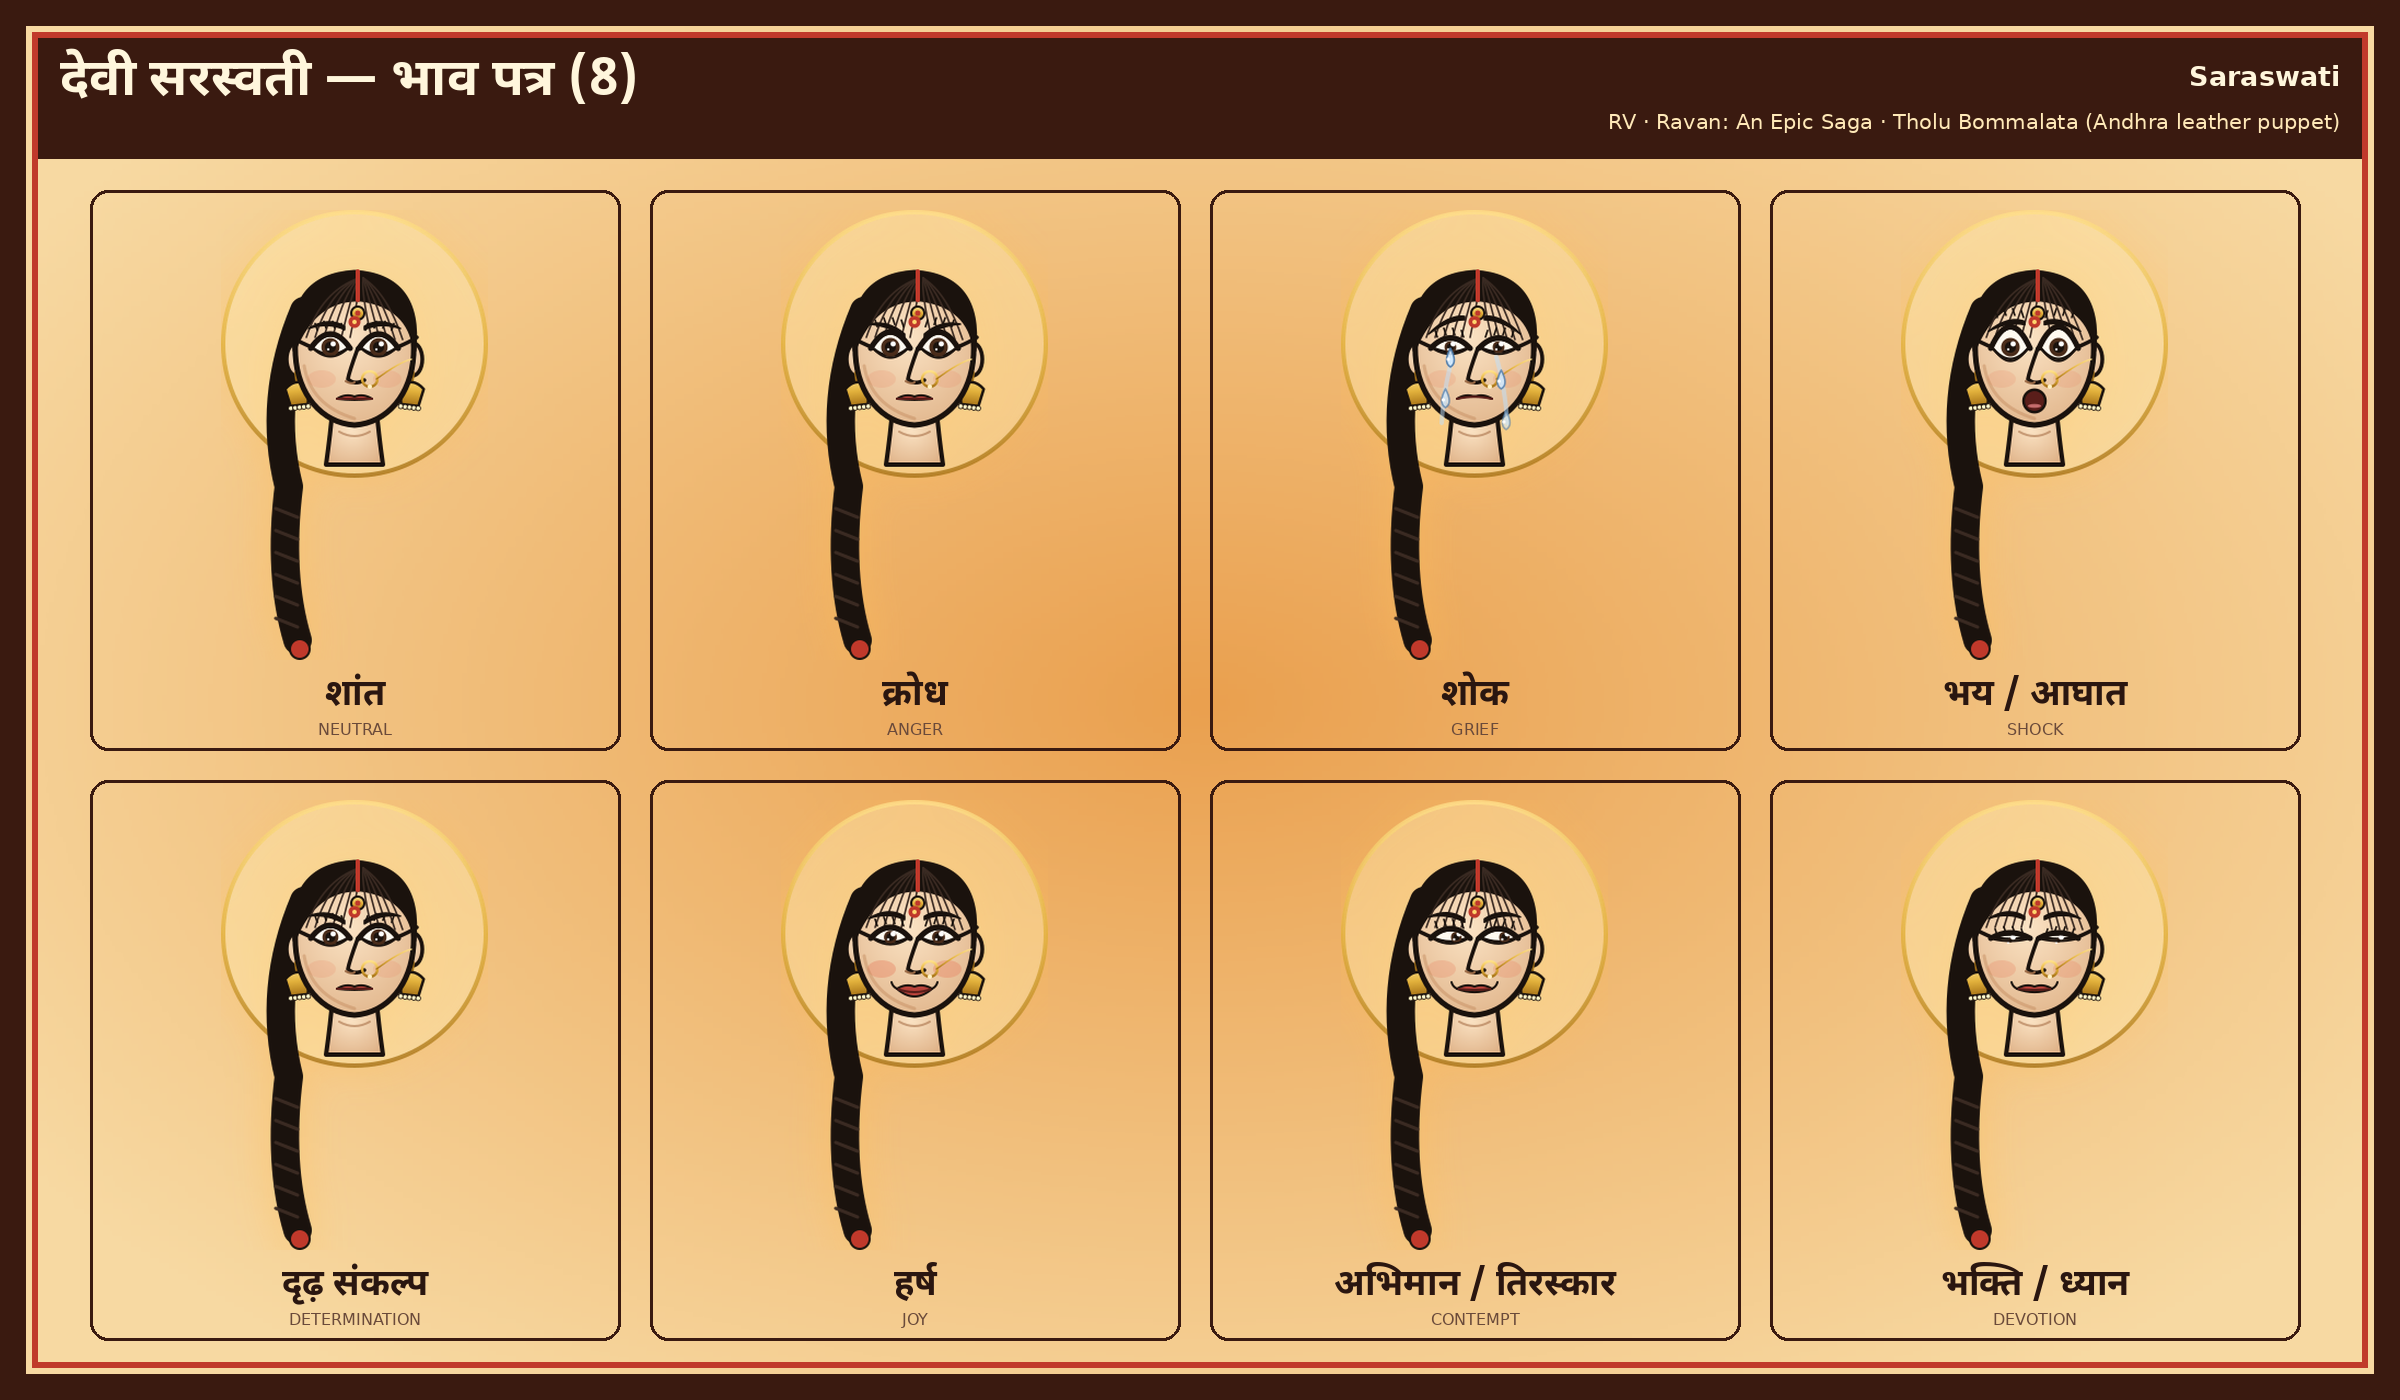 देवी सरस्वती — भाव पत्र (8)
Saraswati
RV · Ravan: An Epic Saga · Tholu Bommalata (Andhra leather puppet)
शांत
NEUTRAL
क्रोध
ANGER
शोक
GRIEF
भय / आघात
SHOCK
दृढ़ संकल्प
DETERMINATION
हर्ष
JOY
अभिमान / तिरस्कार
CONTEMPT
भक्ति / ध्यान
DEVOTION